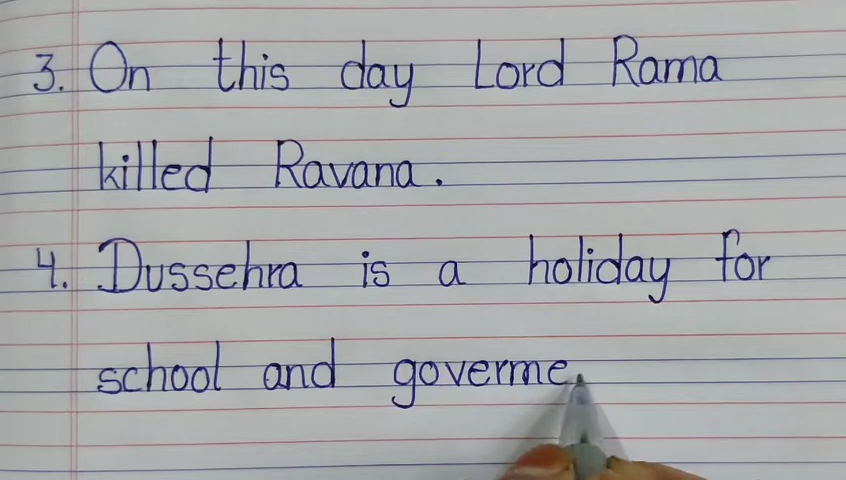 3. On this day Lord Rama
killed Ravana.
4. Dussehra is a holiday for
school and goverme